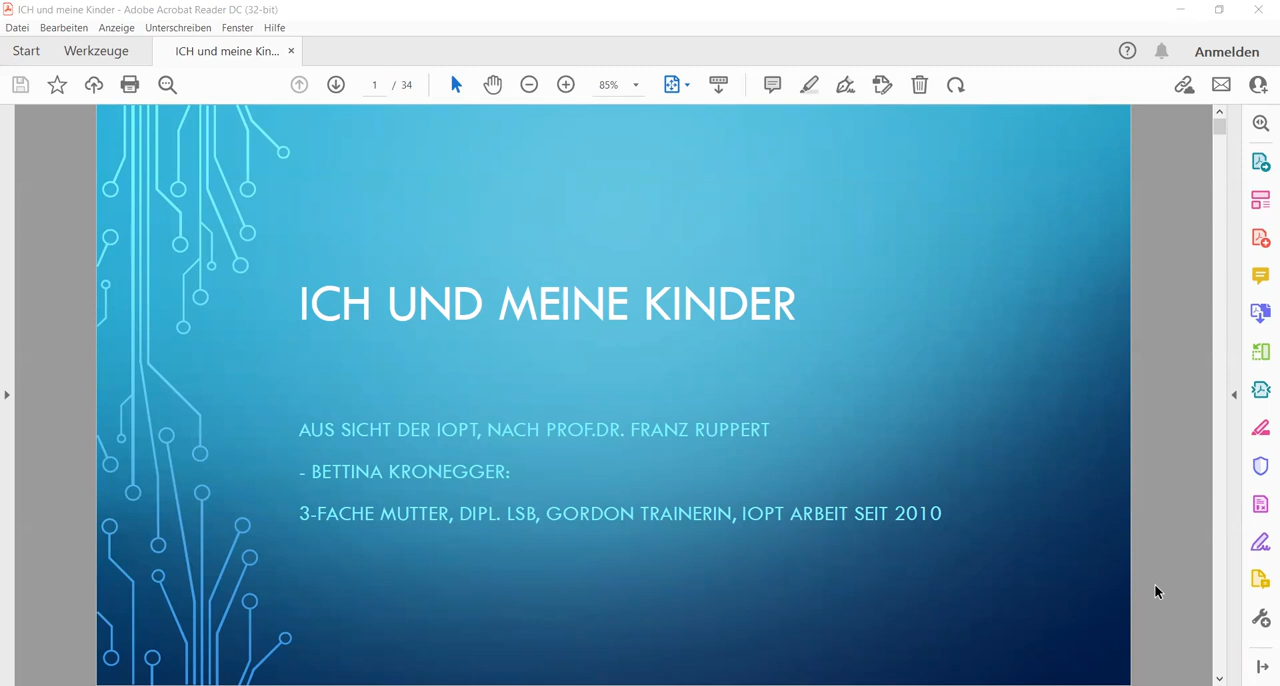 ICH und meine Kinder - Adobe Acrobat Reader DC (32-bit)
Datei Bearbeiten Anzeige Unterschreiben Fenster Hilfe
Start Werkzeuge ICH und meine Kin... × Anmelden
1 / 34 85%
ICH UND MEINE KINDER
AUS SICHT DER IOPT, NACH PROF.DR. FRANZ RUPPERT
- BETTINA KRONEGGER:
3-FACHE MUTTER, DIPL. LSB, GORDON TRAINERIN, IOPT ARBEIT SEIT 2010